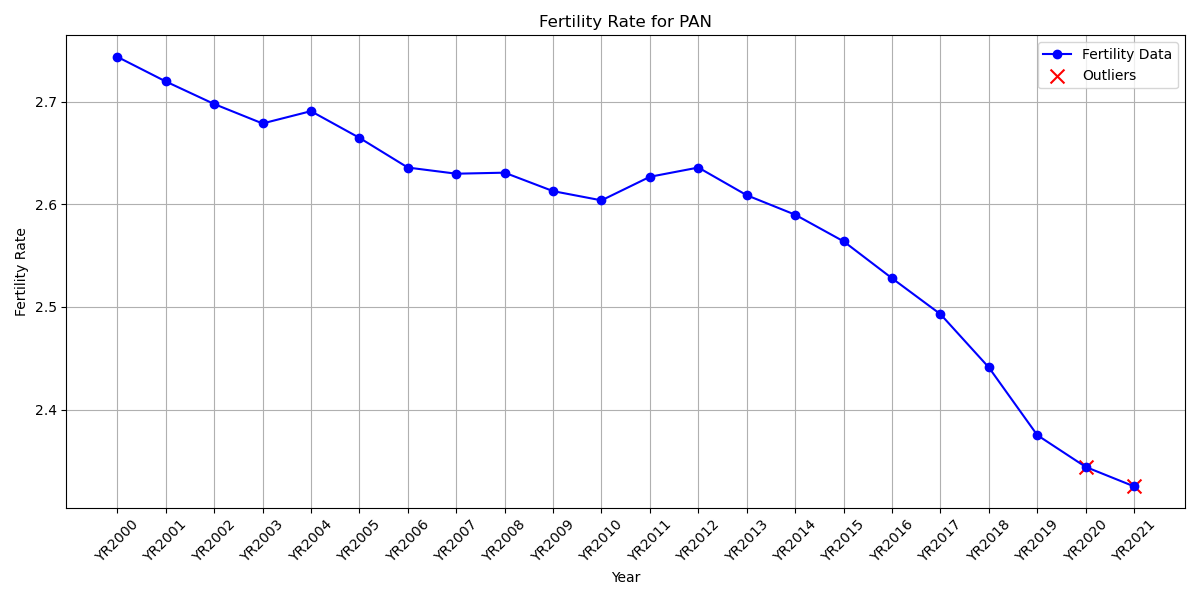 Fertility Rate for PAN
Fertility Data
Outliers
Fertility Rate
2.7
2.6
2.5
2.4
YR2000
YR2001
YR2002
YR2003
YR2004
YR2005
YR2006
YR2007
YR2008
YR2009
YR2010
YR2011
YR2012
YR2013
YR2014
YR2015
YR2016
YR2017
YR2018
YR2019
YR2020
YR2021
Year